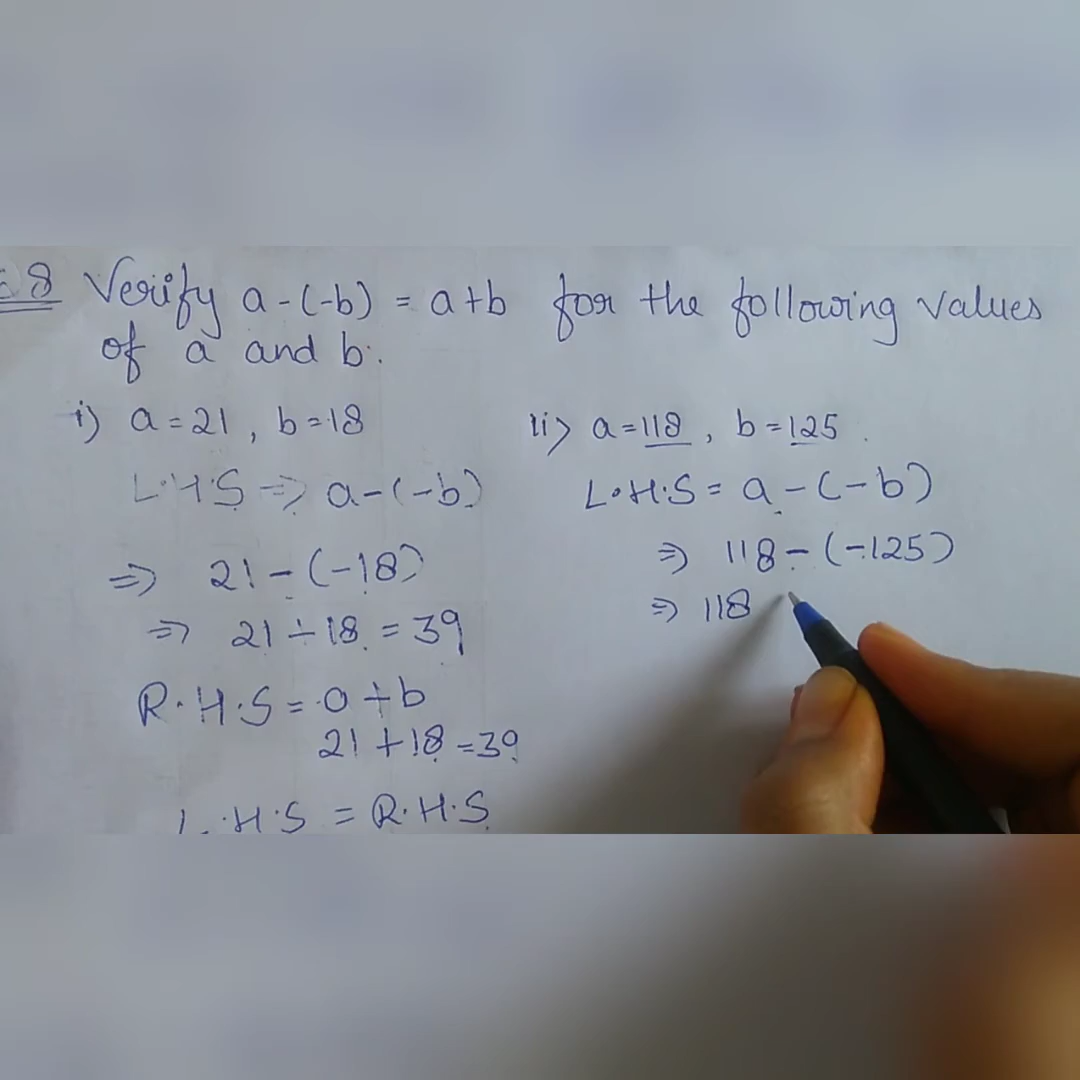 8 Verify a-(-b) = a+b for the following values
of a and b.
i) a=21, b=18
L.H.S => a-(-b)
=> 21-(-18)
=> 21+18 = 39
R.H.S = a+b
21+18=39
L.H.S = R.H.S
ii) a=118, b=125.
L.H.S = a-(-b)
=> 118-(-125)
=> 118